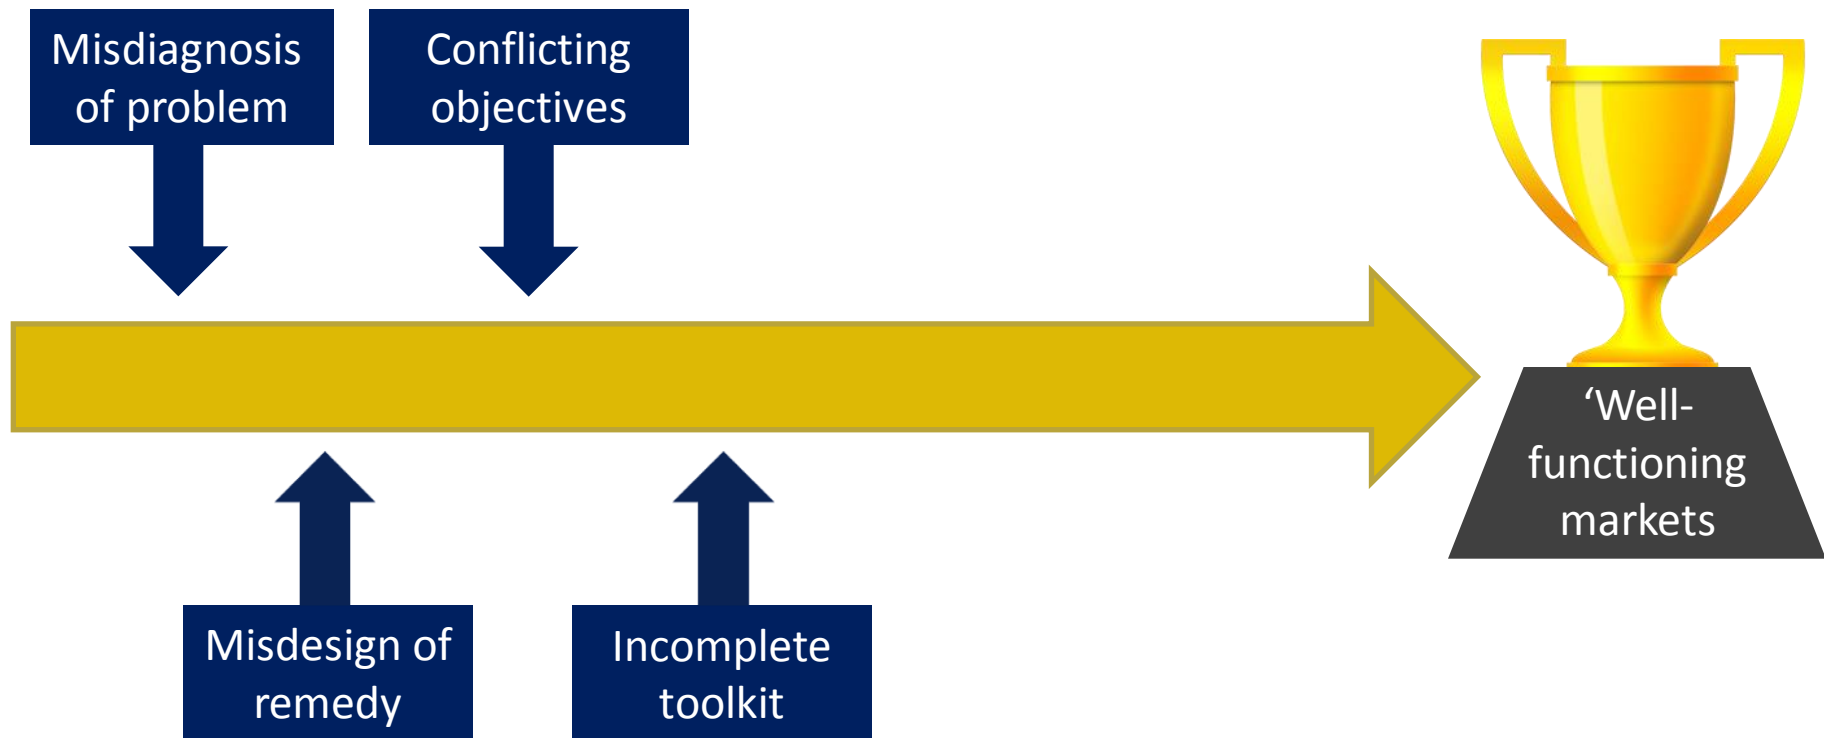 Misdiagnosis
of problem
Conflicting
objectives
‘Well-
functioning
markets
Misdesign of
remedy
Incomplete
toolkit